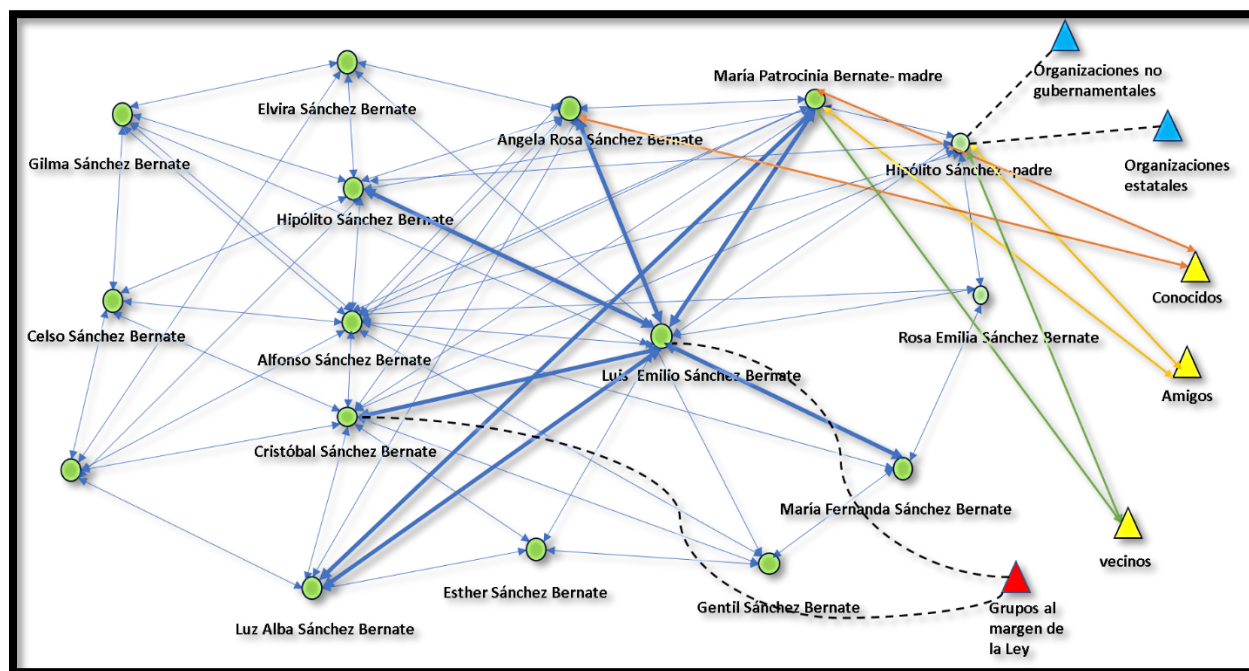 María Patrocinia Bernate- madre
Organizaciones no
gubernamentales
Elvira Sánchez Bernate
Angela Rosa Sánchez Bernate
Gilma Sánchez Bernate
Hipólito Sánchez padre
Organizaciones
estatales
Hipólito Sánchez Bernate
Conocidos
Celso Sánchez Bernate
Alfonso Sánchez Bernate
Rosa Emilia Sánchez Bernate
Luis Emilio Sánchez Bernate
Amigos
Cristóbal Sánchez Bernate
María Fernanda Sánchez Bernate
vecinos
Esther Sánchez Bernate
Gentil Sánchez Bernate
Grupos al
margen de
la Ley
Luz Alba Sánchez Bernate